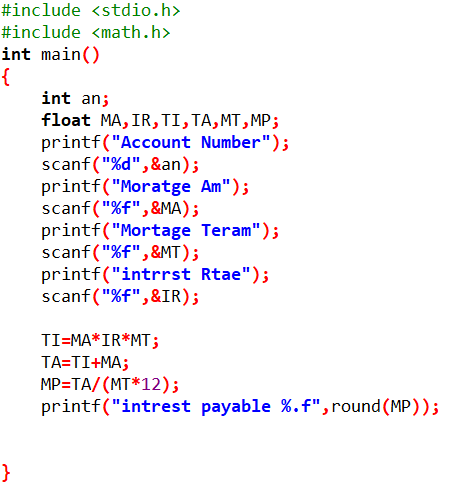 #include <stdio.h>
#include <math.h>
int main()
{
    int an;
    float MA,IR,TI,TA,MT,MP;
    printf("Account Number");
    scanf("%d",&an);
    printf("Moratge Am");
    scanf("%f",&MA);
    printf("Mortage Teram");
    scanf("%f",&MT);
    printf("intrrst Rtae");
    scanf("%f",&IR);

    TI=MA*IR*MT;
    TA=TI+MA;
    MP=TA/(MT*12);
    printf("intrest payable %.f",round(MP));

}